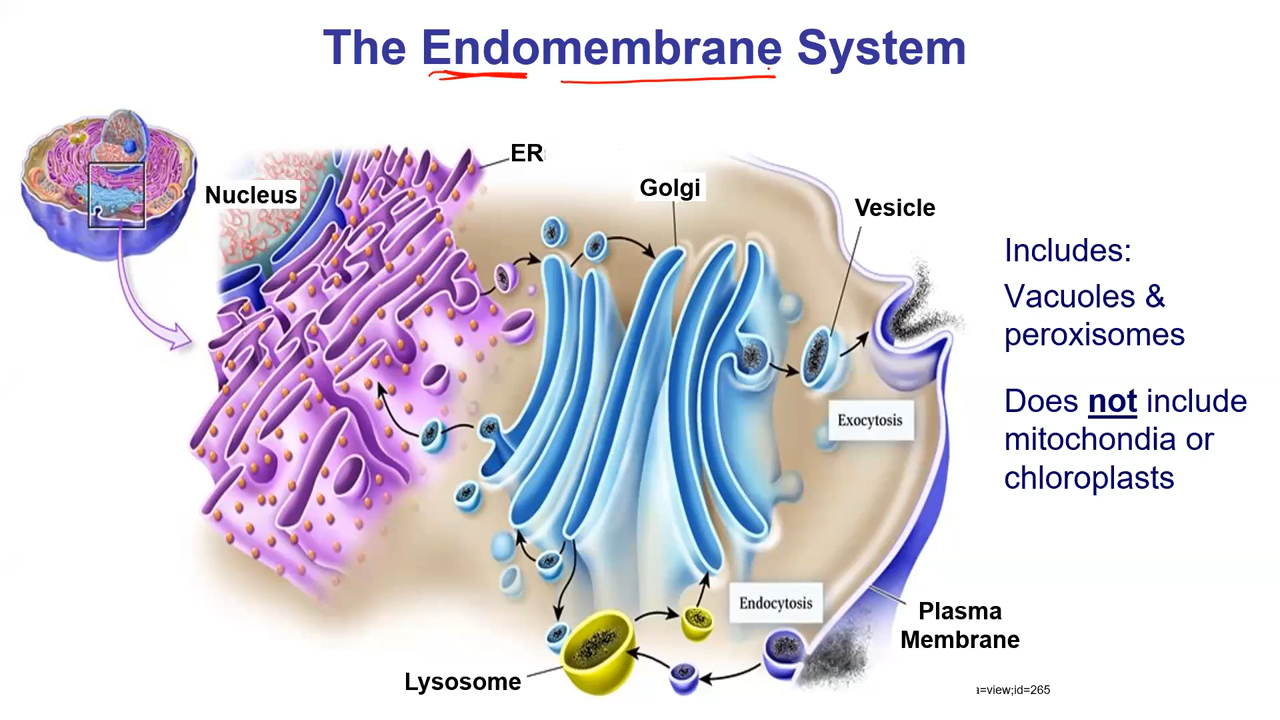 The Endomembrane System
ER
Nucleus
Golgi
Vesicle
Includes:
Vacuoles &
peroxisomes
Does not include
mitochondia or
chloroplasts
Exocytosis
Endocytosis
Plasma
Membrane
Lysosome
a=view;id=265